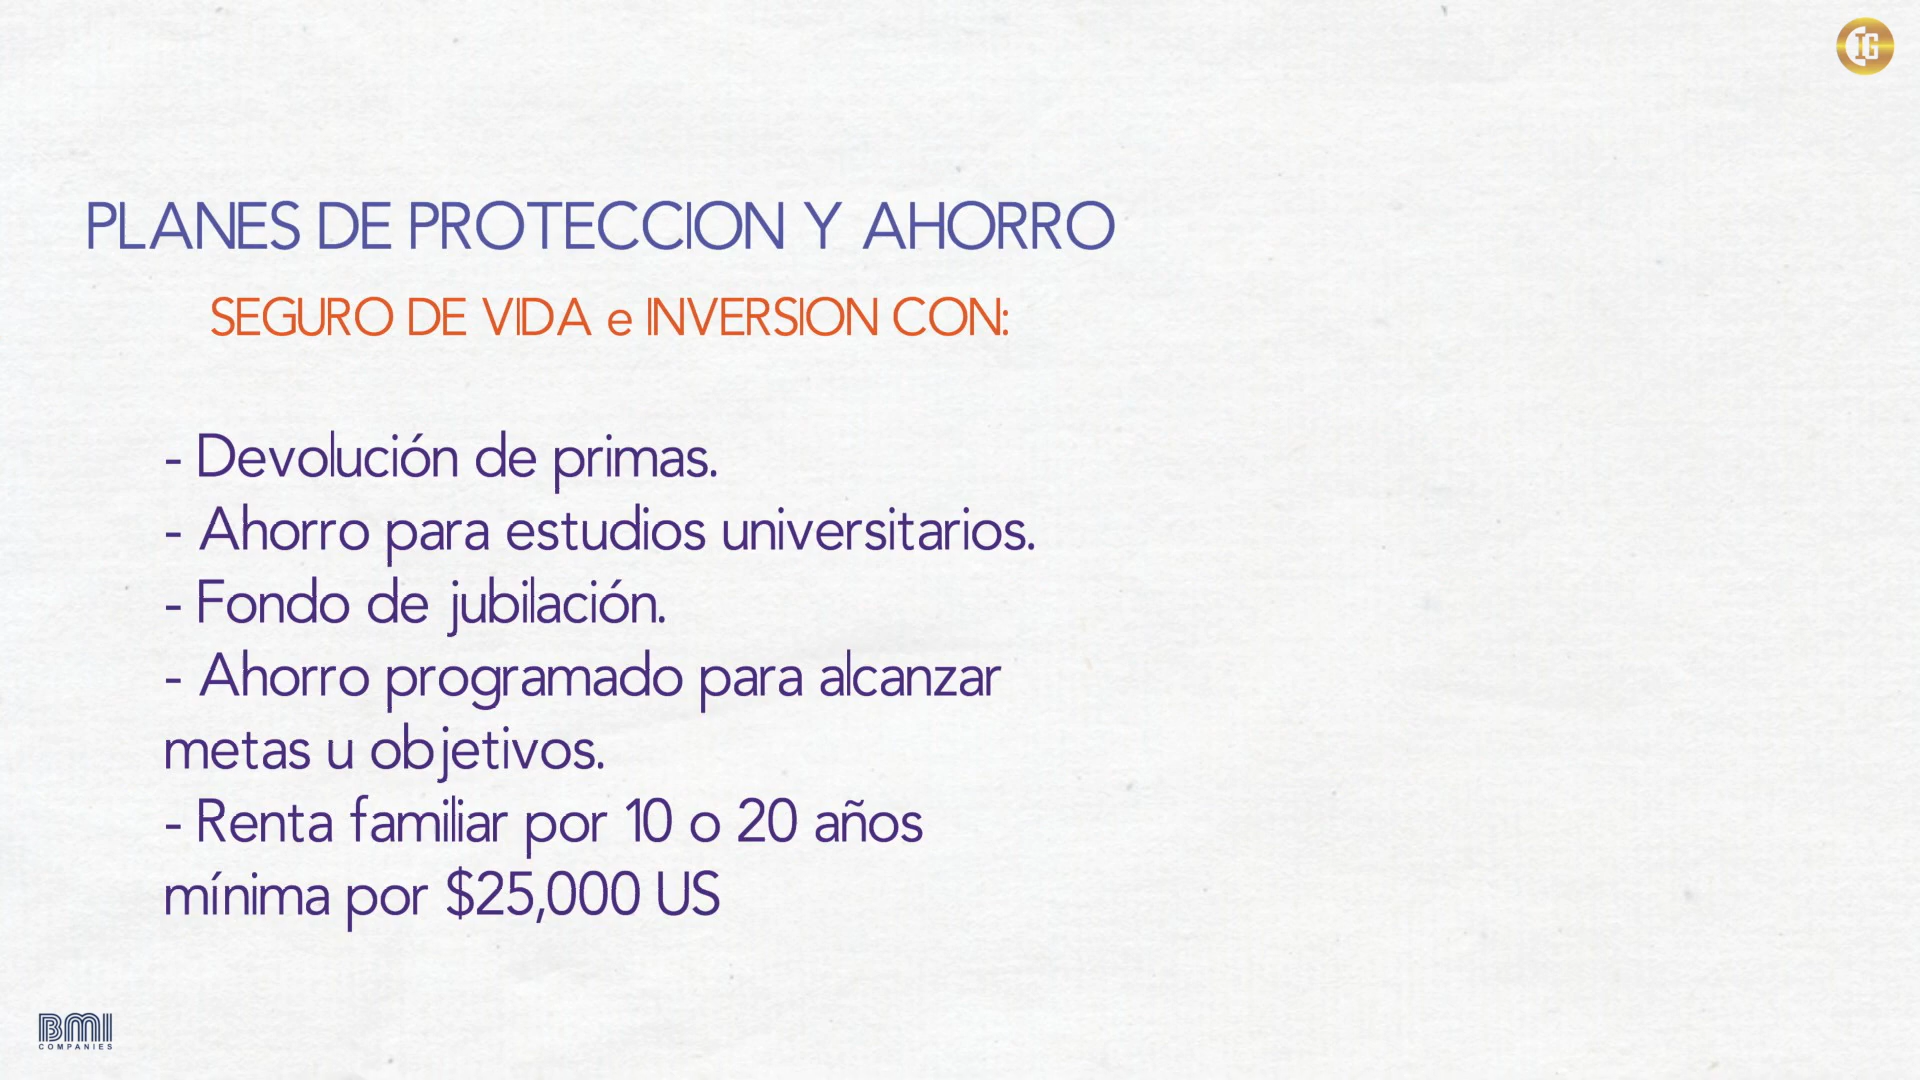 IG
PLANES DE PROTECCION Y AHORRO
SEGURO DE VIDA e INVERSION CON:
- Devolución de primas.
- Ahorro para estudios universitarios.
- Fondo de jubilación.
- Ahorro programado para alcanzar
metas u objetivos.
- Renta familiar por 10 o 20 años
mínima por $25,000 US
BMI
COMPANIES